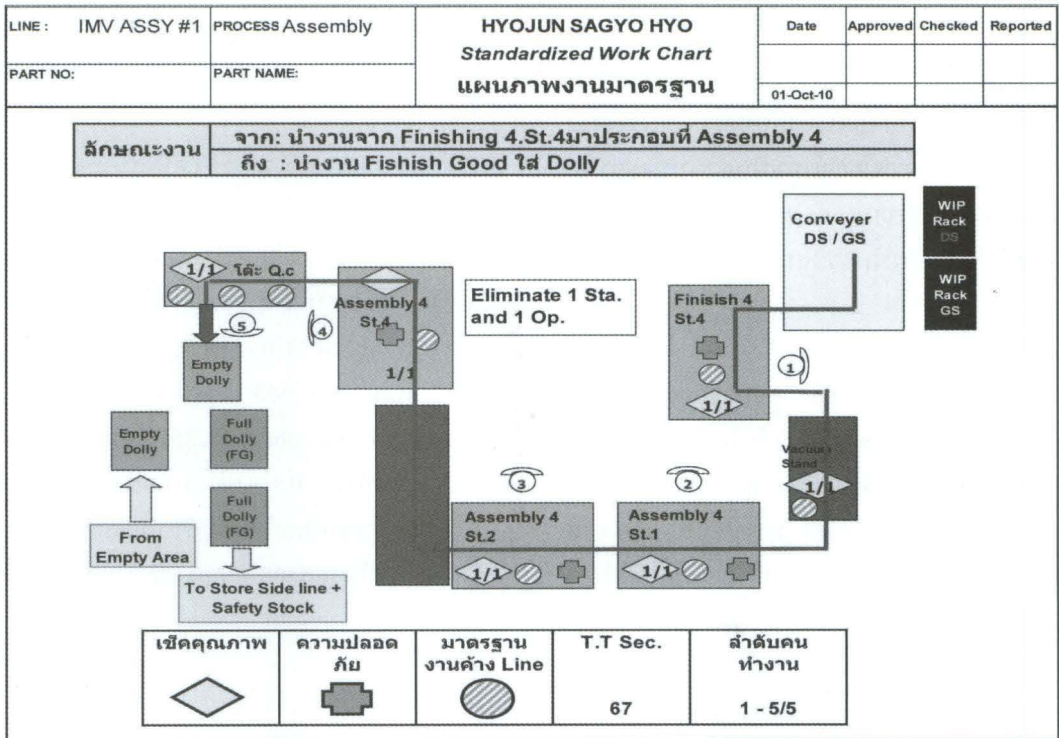 LINE : IMV ASSY #1
PROCESS Assembly
HYOJUN SAGYO HYO
Standardized Work Chart
แผนภาพงานมาตรฐาน
Date
Approved
Checked
Reported
PART NO:
PART NAME:
01-Oct-10
ลักษณะงาน
จาก: นำงานจาก Finishing 4.St.4มาประกอบที่ Assembly 4
ถึง : นำงาน Fishish Good ใส่ Dolly
Conveyer
DS / GS
WIP
Rack
DS
WIP
Rack
GS
1/1 โต๊ะ Q.c
Assembly 4
St.4
1/1
Eliminate 1 Sta.
and 1 Op.
Finisish 4
St.4
1/1
5
4
1
Empty
Dolly
Empty
Dolly
Full
Dolly
(FG)
Full
Dolly
(FG)
From
Empty Area
To Store Side line +
Safety Stock
3
2
Assembly 4
St.2
1/1
Assembly 4
St.1
1/1
Vacuum
Stand
1/1
เช็คคุณภาพ
ความปลอด
ภัย
มาตรฐาน
งานค้าง Line
T.T Sec.
67
ลำดับคน
ทำงาน
1 - 5/5